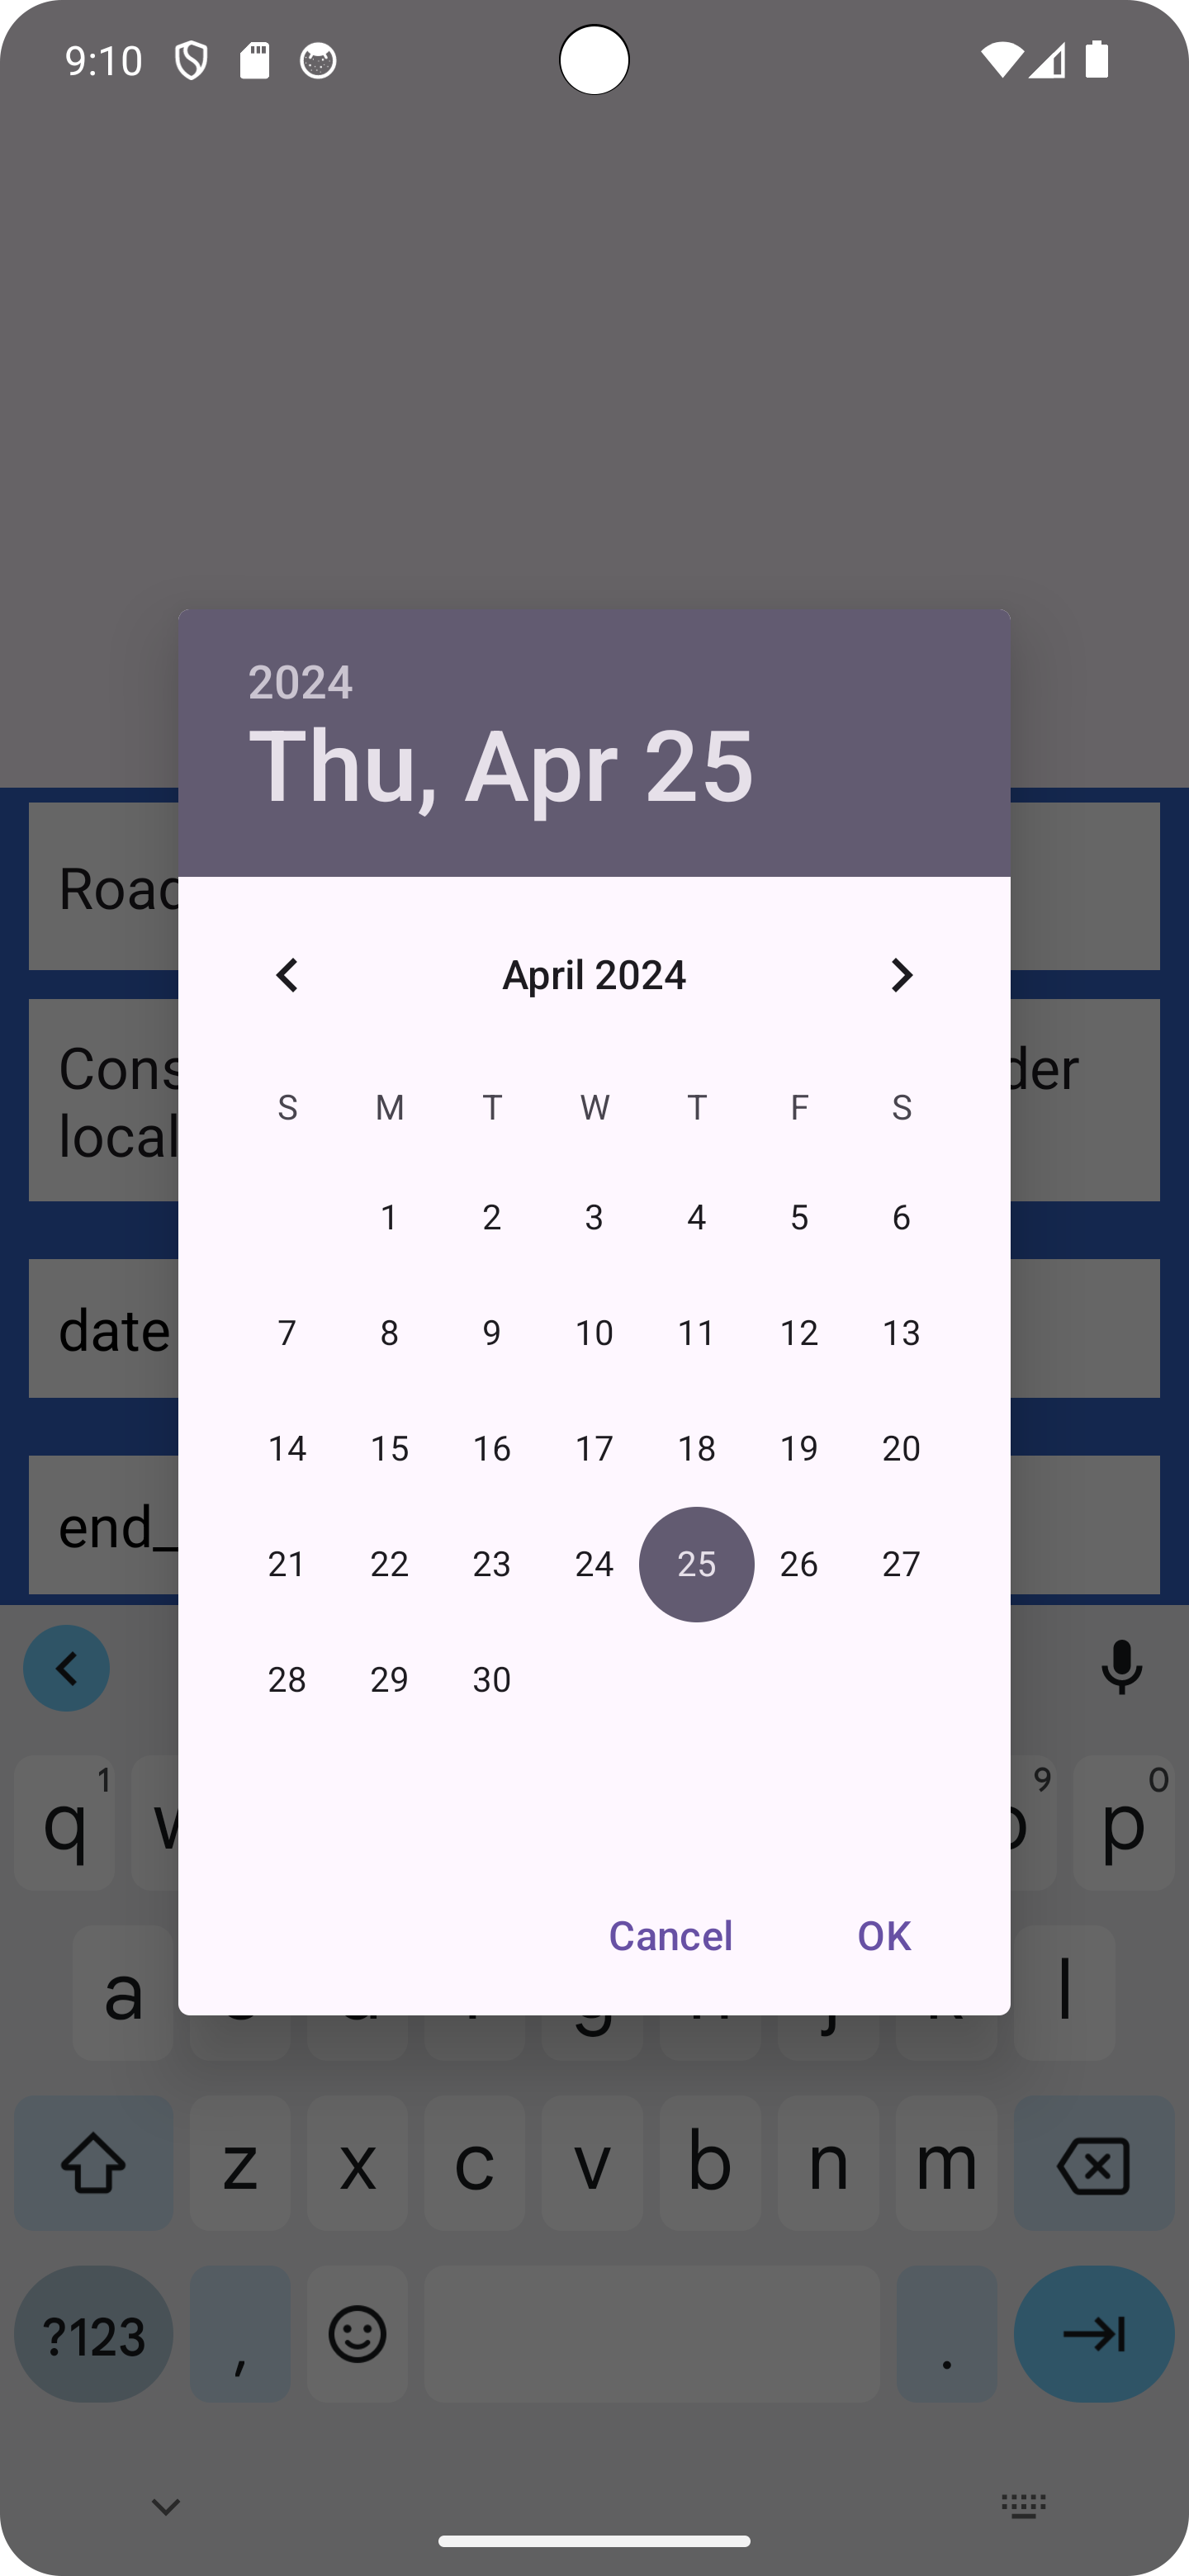 9:10
2024
Thu, Apr 25
April 2024
S M T W T F S
1 2 3 4 5 6
7 8 9 10 11 12 13
14 15 16 17 18 19 20
21 22 23 24 25 26 27
28 29 30
Cancel OK
der
local
date
end_
q 1 9 p 0
a l
z x c v b n m
?123 , .